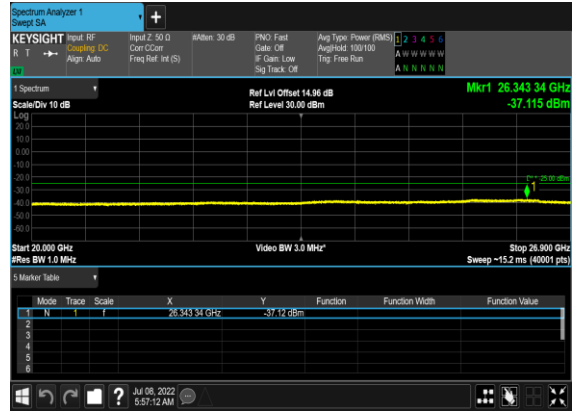 Spectrum Analyzer 1
Swept SA
+
KEYSIGHT Input: RF Input Z: 50 Ω #Atten: 30 dB PNO: Fast Avg Type: Power (RMS) 1 2 3 4 5 6
R T Coupling: DC Corr CCorr Gate: Off Avg|Hold: 100/100 A W W W W W
Align: Auto Freq Ref: Int (S) IF Gain: Low Trig: Free Run
Sig Track: Off A N N N N N
1 Spectrum Ref Lvl Offset 14.96 dB Mkr1 26.343 34 GHz
Scale/Div 10 dB Ref Level 30.00 dBm -37.115 dBm
Log
20.0
10.0
0.00
-10.0
-20.0 -25.00 dBm
-30.0 1
-40.0
-50.0
-60.0
Start 20.000 GHz Video BW 3.0 MHz* Stop 26.900 GHz
#Res BW 1.0 MHz Sweep ~15.2 ms (40001 pts)
5 Marker Table
Mode Trace Scale X Y Function Function Width Function Value
1 N 1 f 26.343 34 GHz -37.12 dBm
2
3
4
5
6
? Jul 08, 2022
5:57:12 AM